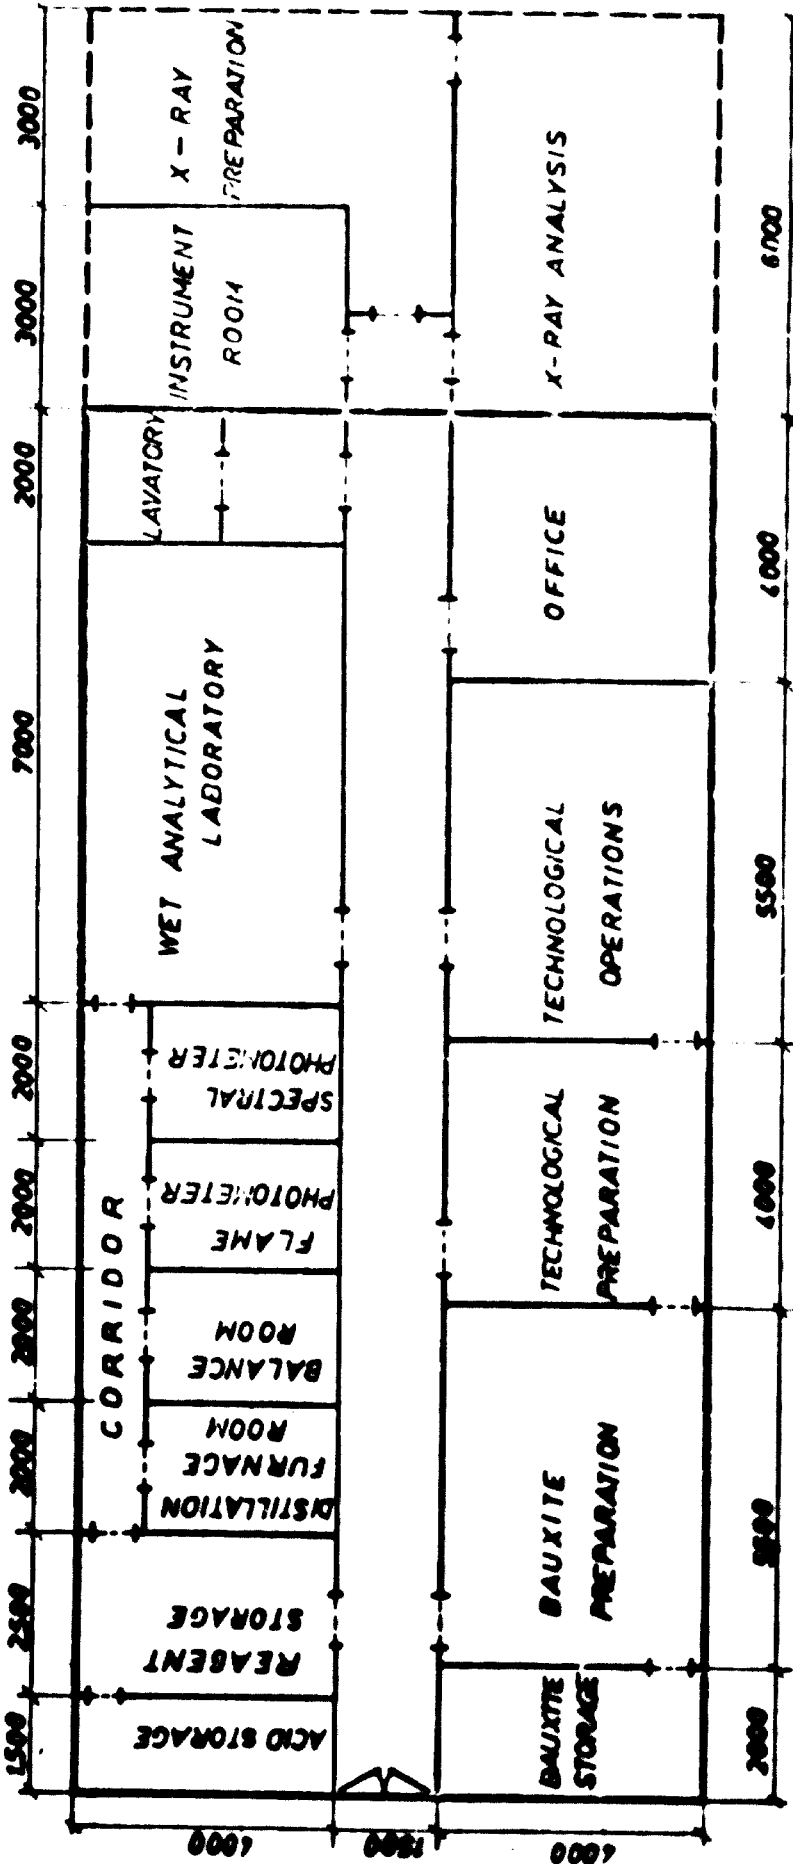 3000
3000
2000
7000
2000
2000
2000
2000
2500
1500
X-RAY
PREPARATION
INSTRUMENT
ROOM
LAVATORY
WET ANALYTICAL
LABORATORY
SPECTRAL
PHOTOMETER
FLAME
PHOTOMETER
CORRIDOR
BALANCE
ROOM
DISTILLATION
FURNACE
ROOM
REAGENT
STORAGE
ACID STORAGE
X-RAY ANALYSIS
OFFICE
TECHNOLOGICAL
OPERATIONS
TECHNOLOGICAL
PREPARATION
BAUXITE
PREPARATION
BAUXITE
STORAGE
6000
4000
5500
4000
5500
2000
4000
1500
4000